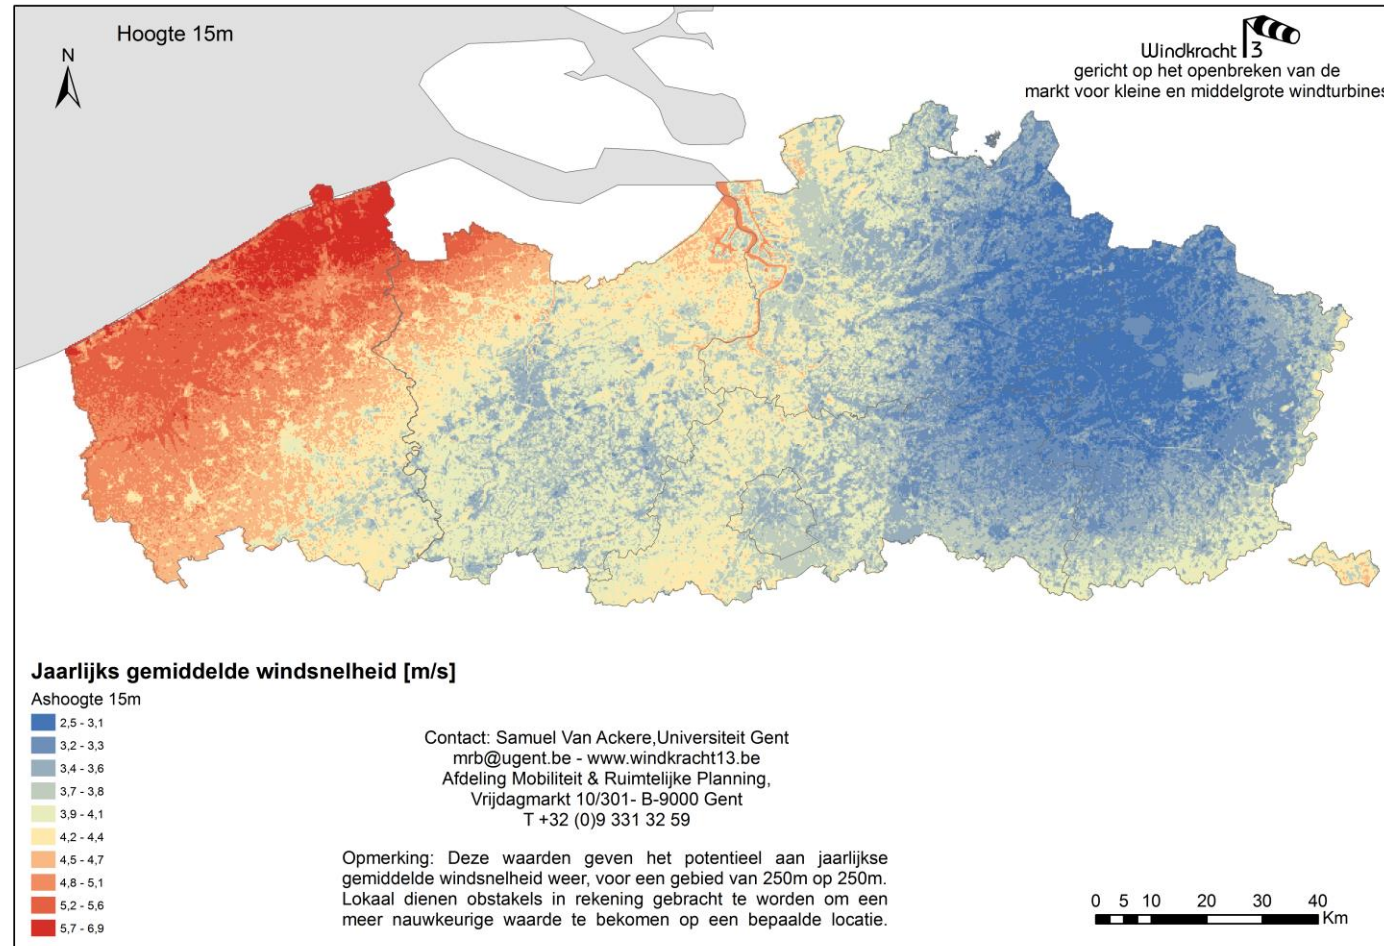 Hoogte 15m
N
Windkracht 13
gericht op het openbreken van de
markt voor kleine en middelgrote windturbines
Jaarlijks gemiddelde windsnelheid [m/s]
Ashoogte 15m
2,5 - 3,1
3,2 - 3,3
3,4 - 3,6
3,7 - 3,8
3,9 - 4,1
4,2 - 4,4
4,5 - 4,7
4,8 - 5,1
5,2 - 5,6
5,7 - 6,9
Contact: Samuel Van Ackere,Universiteit Gent
mrb@ugent.be - www.windkracht13.be
Afdeling Mobiliteit & Ruimtelijke Planning,
Vrijdagmarkt 10/301- B-9000 Gent
T +32 (0)9 331 32 59
Opmerking: Deze waarden geven het potentieel aan jaarlijkse
gemiddelde windsnelheid weer, voor een gebied van 250m op 250m.
Lokaal dienen obstakels in rekening gebracht te worden om een
meer nauwkeurige waarde te bekomen op een bepaalde locatie.
0 5 10 20 30 40
Km